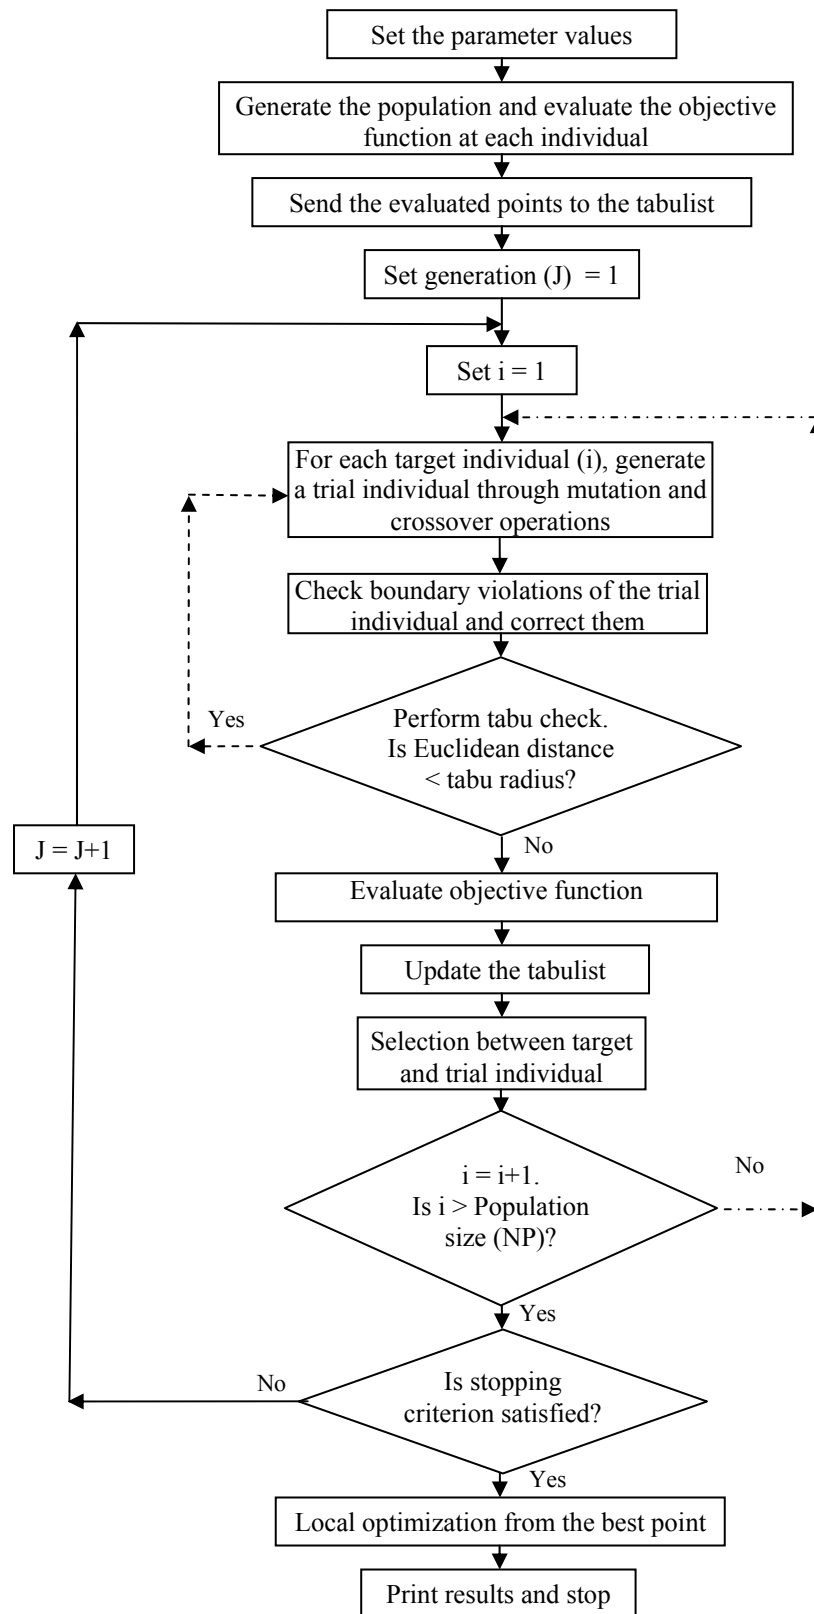 Set the parameter values
Generate the population and evaluate the objective
function at each individual
Send the evaluated points to the tabulist
Set generation (J) = 1
Set i = 1
For each target individual (i), generate
a trial individual through mutation and
crossover operations
Check boundary violations of the trial
individual and correct them
Yes
Perform tabu check.
Is Euclidean distance
< tabu radius?
J = J+1
No
Evaluate objective function
Update the tabulist
Selection between target
and trial individual
i = i+1.
Is i > Population
size (NP)?
No
Yes
No
Is stopping
criterion satisfied?
Yes
Local optimization from the best point
Print results and stop